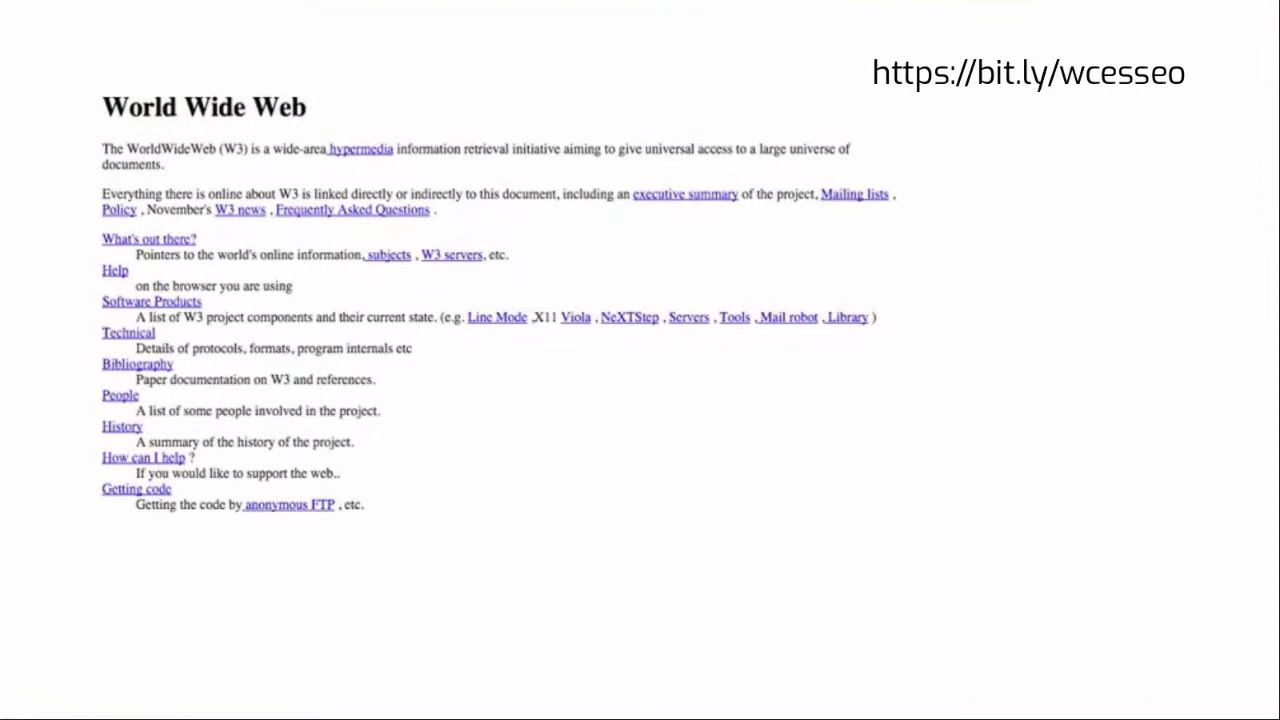 https://bit.ly/wcesseo
World Wide Web
The WorldWideWeb (W3) is a wide-area hypermedia information retrieval initiative aiming to give universal access to a large universe of
documents.
Everything there is online about W3 is linked directly or indirectly to this document, including an executive summary of the project, Mailing lists ,
Policy , November's W3 news , Frequently Asked Questions .
What's out there?
Pointers to the world's online information, subjects , W3 servers, etc.
Help
on the browser you are using
Software Products
A list of W3 project components and their current state. (e.g. Line Mode ,X11 Viola , NeXTStep , Servers , Tools , Mail robot , Library )
Technical
Details of protocols, formats, program internals etc
Bibliography
Paper documentation on W3 and references.
People
A list of some people involved in the project.
History
A summary of the history of the project.
How can I help ?
If you would like to support the web..
Getting code
Getting the code by anonymous FTP , etc.